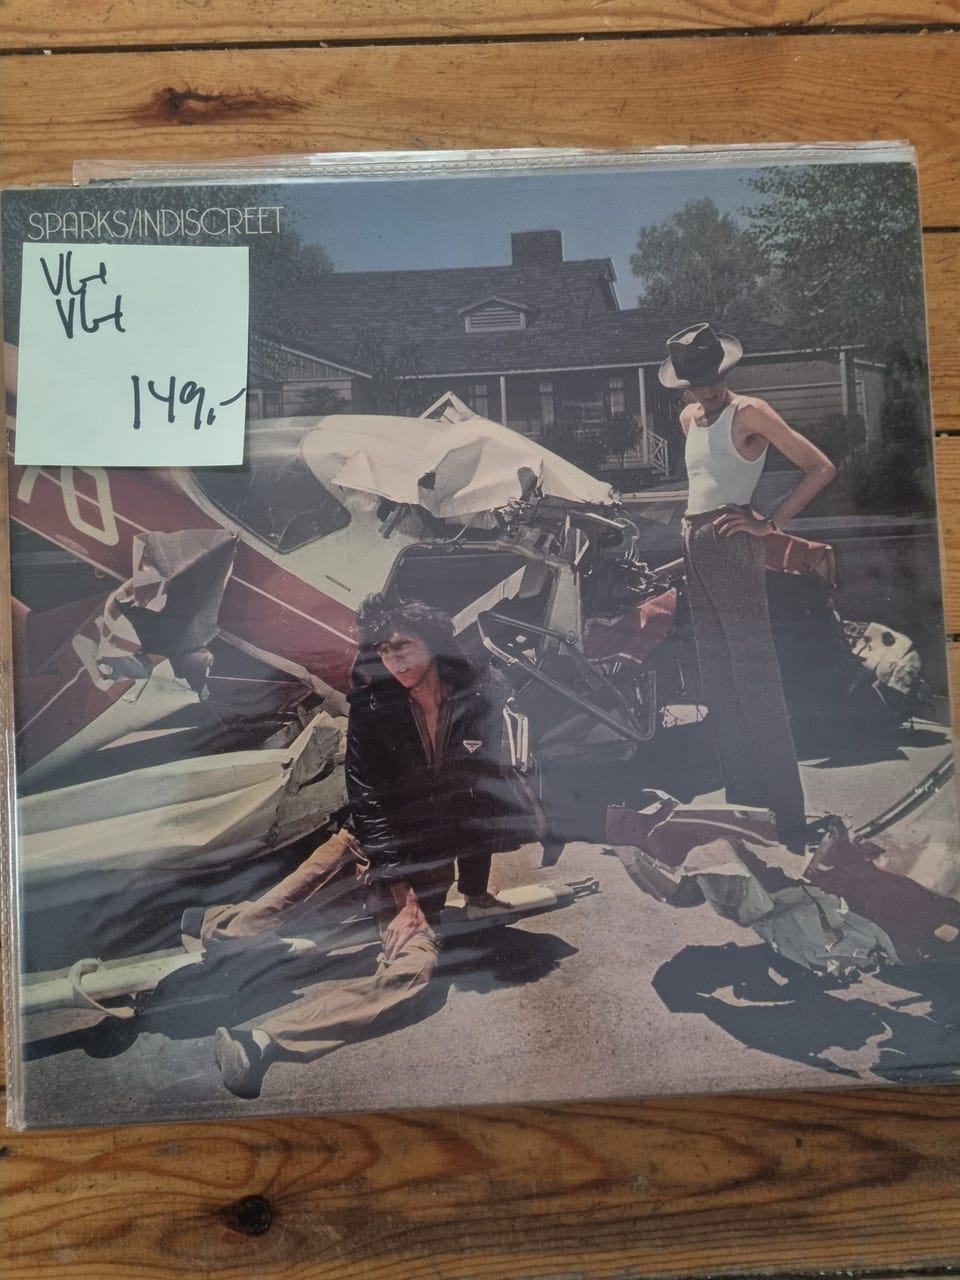 SPARKS/INDISCREET
VG+
VG+
149,-